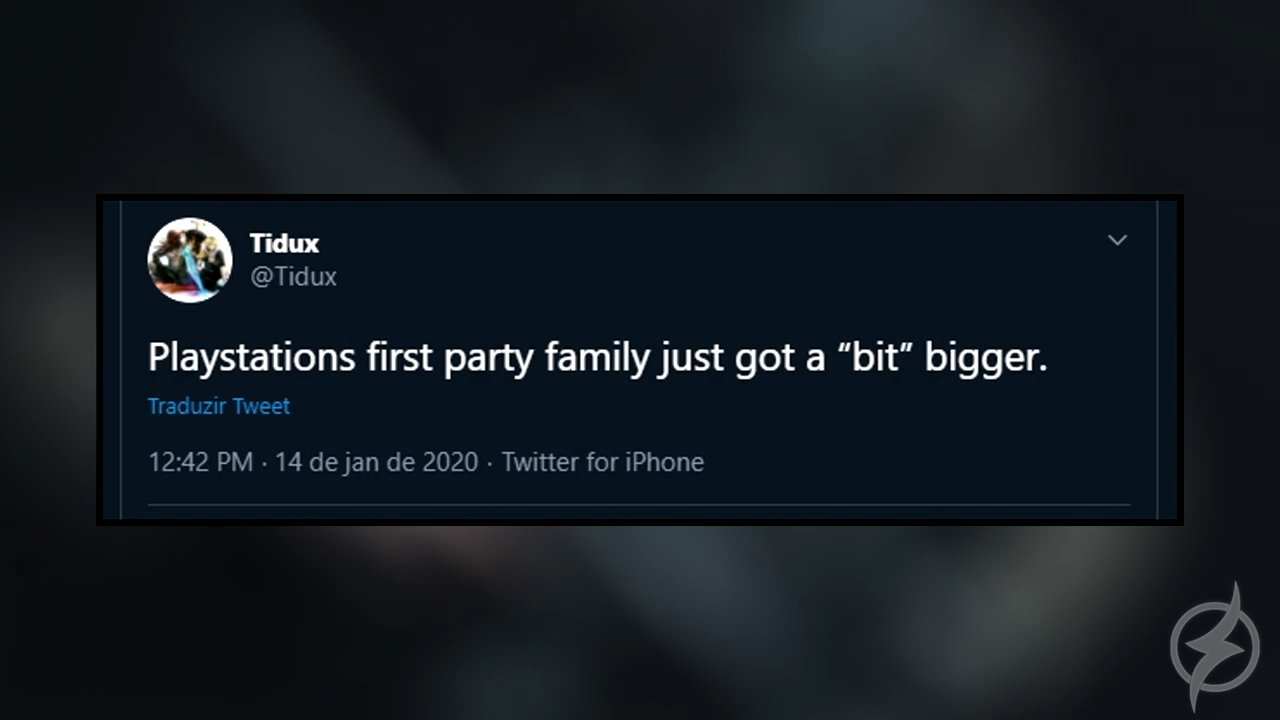 Tidux
@Tidux
Playstations first party family just got a “bit” bigger.
Traduzir Tweet
12:42 PM · 14 de jan de 2020 · Twitter for iPhone